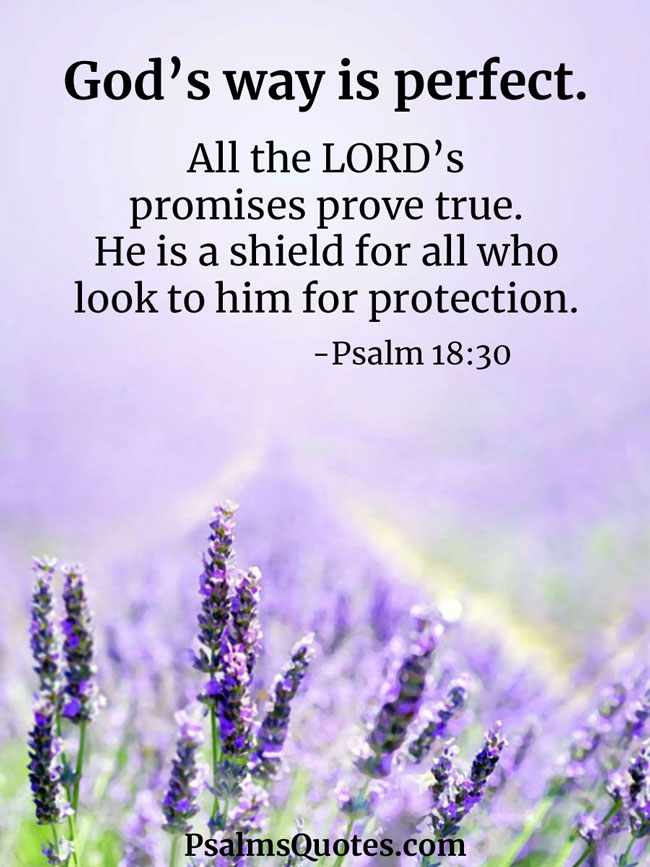 God’s way is perfect.
All the LORD’s
promises prove true.
He is a shield for all who
look to him for protection.
-Psalm 18:30
PsalmsQuotes.com